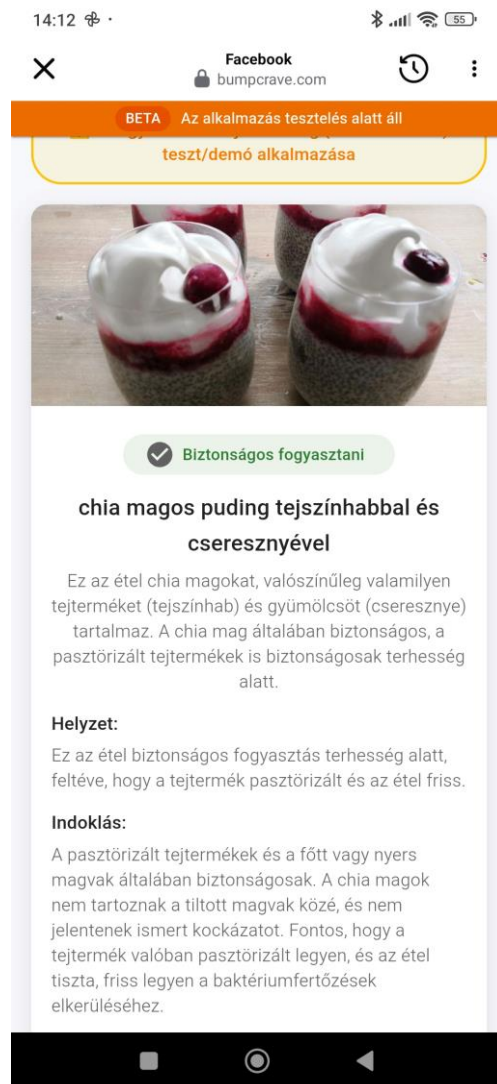 14:12
55
Facebook
bumpcrave.com
BETA Az alkalmazás tesztelés alatt áll
teszt/demó alkalmazása
Biztonságos fogyasztani
chia magos puding tejszínhabbal és
cseresznyével
Ez az étel chia magokat, valószínűleg valamilyen
tejterméket (tejszínhab) és gyümölcsöt (cseresznye)
tartalmaz. A chia mag általában biztonságos, a
pasztörizált tejtermékek is biztonságosak terhesség
alatt.
Helyzet:
Ez az étel biztonságos fogyasztás terhesség alatt,
feltéve, hogy a tejtermék pasztörizált és az étel friss.
Indoklás:
A pasztörizált tejtermékek és a főtt vagy nyers
magvak általában biztonságosak. A chia magok
nem tartoznak a tiltott magvak közé, és nem
jelentenek ismert kockázatot. Fontos, hogy a
tejtermék valóban pasztörizált legyen, és az étel
tiszta, friss legyen a baktériumfertőzések
elkerüléséhez.